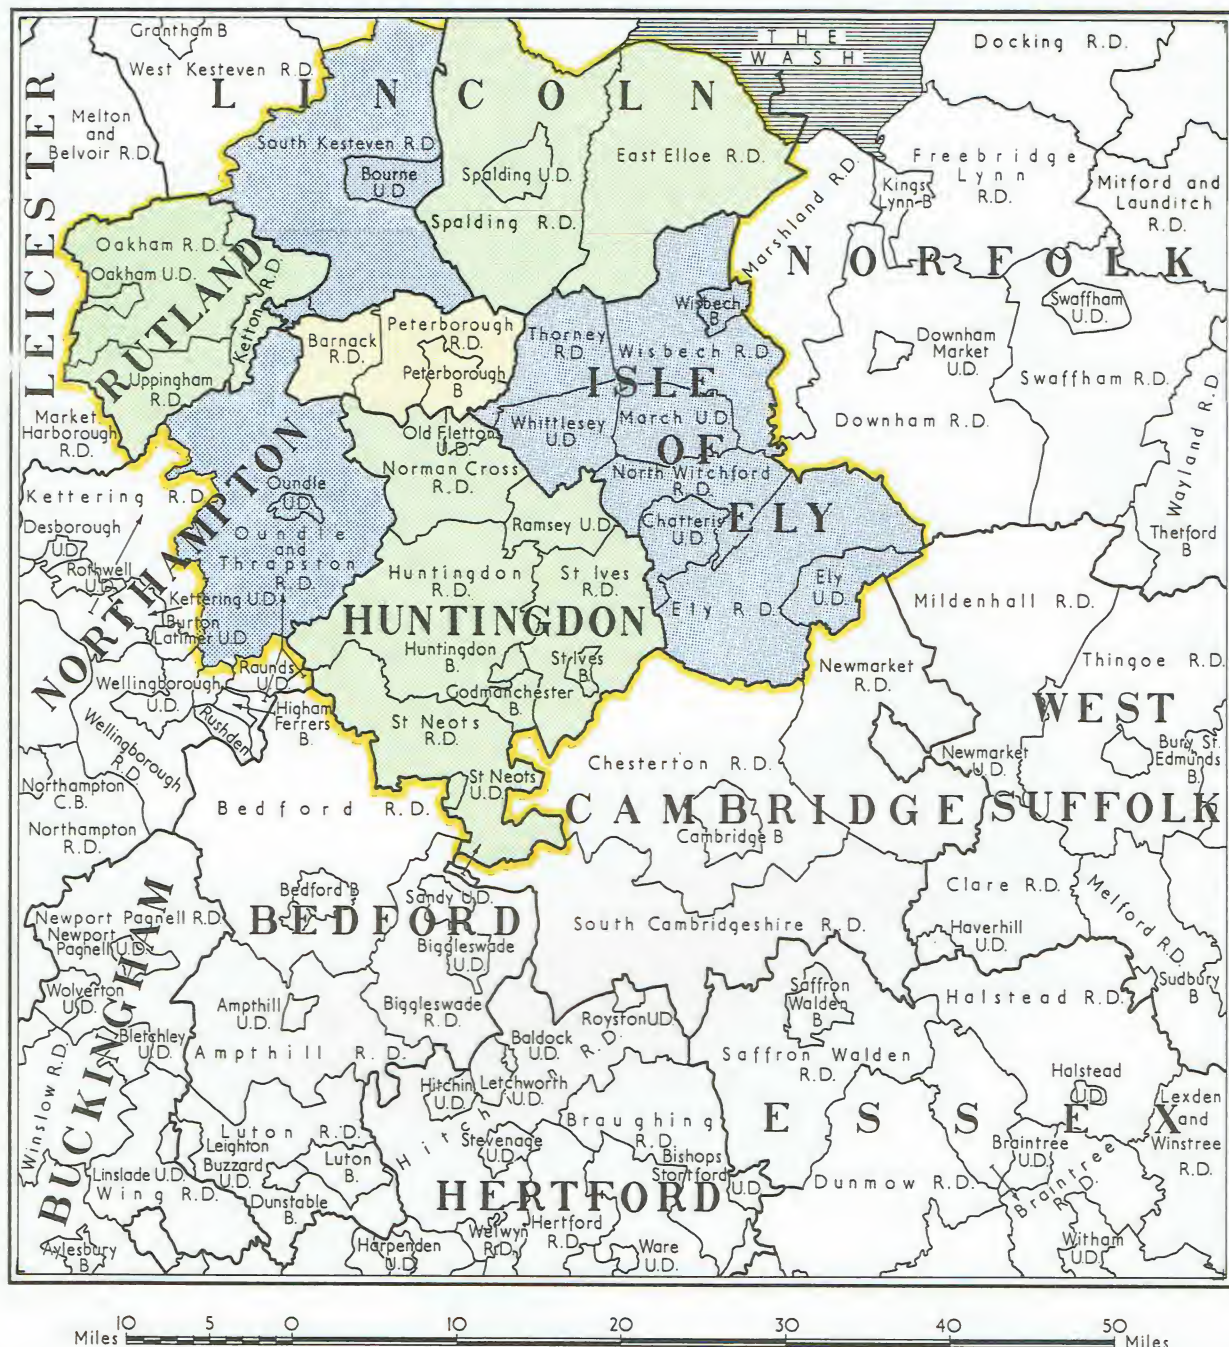 Grantham B
West Kesteven R.D.
THE
WASH
Docking R.D.
LINCOLN
LEICESTER
Melton
and
Belvoir R.D.
South Kesteven R.D.
Bourne
U.D.
Spalding U.D.
Spalding R.D.
East Elloe R.D.
Marshland R.D.
Freebridge
Lynn
R.D.
Kings
Lynn B
Mitford and
Launditch
R.D.
NORFOLK
Oakham R.D.
Oakham U.D.
RUTLAND
Ketton R.D.
Uppingham
R.D.
Barnack
R.D.
Peterborough
R.D.
Peterborough
B
Thorney
R.D.
Wisbech
B
Wisbech R.D.
ISLE
OF
ELY
Whittlesey
U.D.
March U.D.
North Witchford
R.D.
Chatteris
U.D.
Ely
U.D.
Ely R.D.
Swaffham
U.D.
Downham
Market
U.D.
Swaffham R.D.
Downham R.D.
Wayland R.D.
Thetford
B
Market
Harborough
R.D.
Kettering R.D.
Desborough
U.D.
Rothwell
U.D.
Kettering U.D.
Burton
Latimer U.D.
NORTHAMPTON
Oundle
U.D.
Oundle
and
Thrapston
R.D.
Old Fletton
U.D.
Norman Cross
R.D.
Ramsey U.D.
Huntingdon
R.D.
St Ives
R.D.
HUNTINGDON
Huntingdon
B.
St Ives
B.
Godmanchester
B.
St Neots
R.D.
St Neots
U.D.
Raunds
U.D.
Wellingborough
U.D.
Rushden
Higham
Ferrers
B.
Wellingborough
R.D
Northampton
C.B.
Northampton
R.D.
Mildenhall R.D.
Newmarket
R.D.
Thingoe R.D.
WEST
SUFFOLK
Newmarket
U.D.
Bury St.
Edmunds
B.
Chesterton R.D.
CAMBRIDGE
Cambridge B
Bedford R.D.
Bedford B
BEDFORD
Sandy U.D.
Biggleswade
U.D
Biggleswade
R.D.
South Cambridgeshire R.D.
Clare R.D.
Haverhill
U.D.
Melford R.D.
Sudbury
B
Newport Pagnell R.D
Newport
Pagnell U.D.
Wolverton
U.D.
Bletchley
U.D.
BUCKINGHAM
Winslow R.D.
Ampthill
U.D.
Ampthill R.D.
Saffron
Walden
B
Saffron Walden
R.D.
Halstead R.D.
Royston UD.
Baldock
U.D.
Hitchin
U.D.
Letchworth
U.D.
Hitchin R.D.
Stevenage
U.D.
Braughing
R.D.
Bishops
Stortford
U.D
ESSEX
Halstead
U.D
Lexden
and
Winstree
R.D.
Braintree
U.D.
Braintree
R.D.
Luton R.D.
Leighton
Buzzard
U.D.
Luton
B.
Linslade U.D.
Wing R.D.
Dunstable
B.
Aylesbury
B
HERTFORD
Harpenden
U.D.
Welwyn
R.D.
Hertford
R.D.
Ware
U.D.
Dunmow R.D.
Witham
U.D.
Miles 10 5 0 10 20 30 40 50 Miles